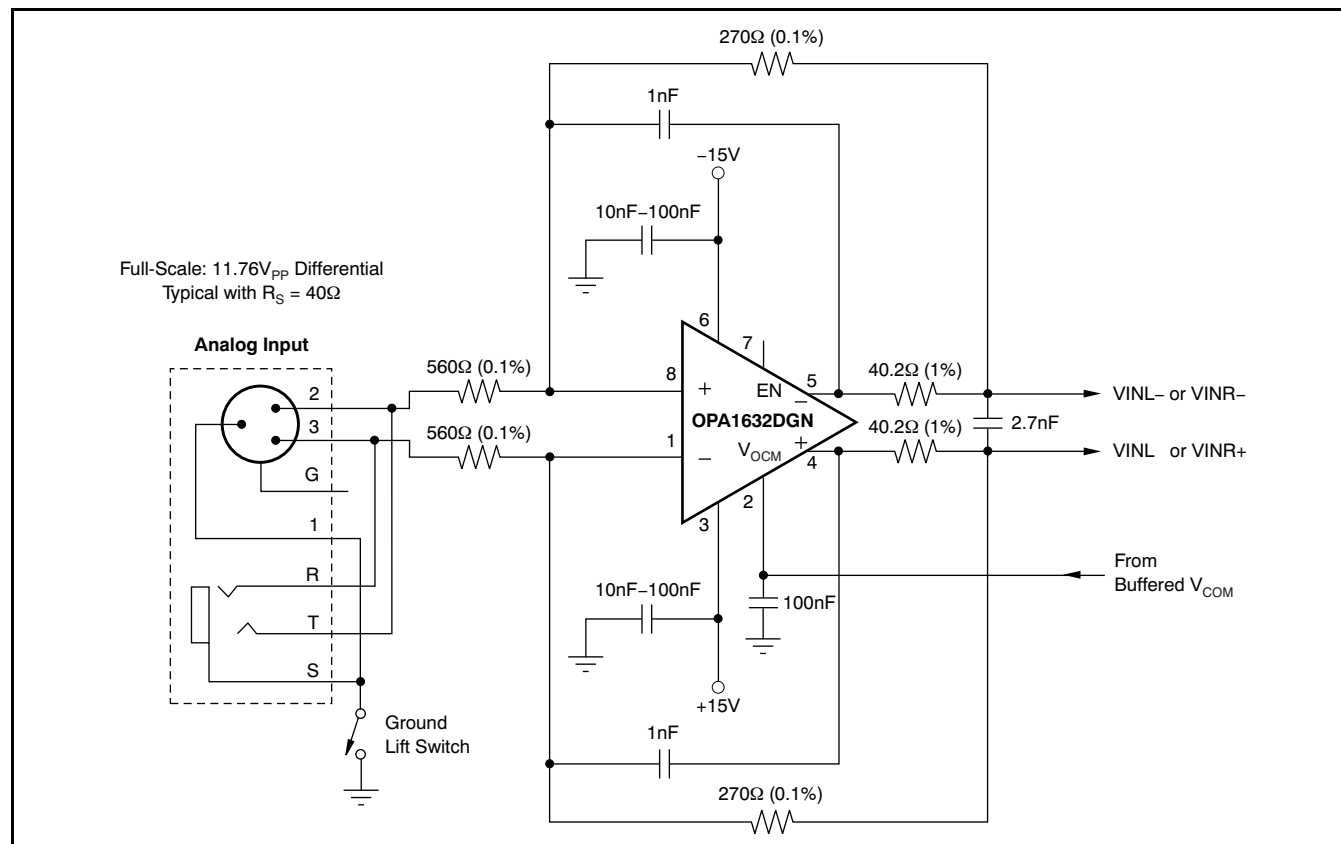 270Ω (0.1%)
1nF
−15V
10nF−100nF
Full-Scale: 11.76VPP Differential
Typical with RS = 40Ω
Analog Input
6
7
2
560Ω (0.1%)
8
+
EN
5
−
40.2Ω (1%)
VINL− or VINR−
OPA1632DGN
2.7nF
3
560Ω (0.1%)
1
−
VOCM
+
4
40.2Ω (1%)
VINL or VINR+
G
3
2
1
From
Buffered VCOM
R
10nF−100nF
100nF
T
S
+15V
Ground
Lift Switch
1nF
270Ω (0.1%)